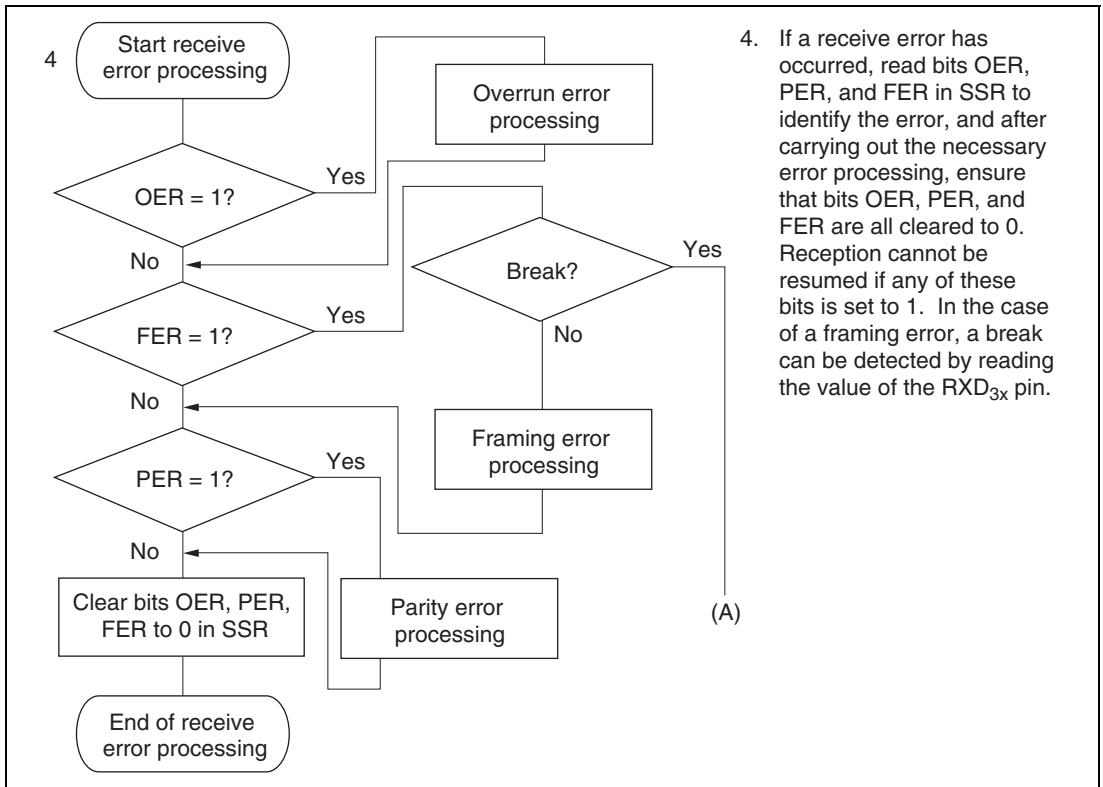 4
Start receive
error processing
OER = 1?
Yes
No
Overrun error
processing
FER = 1?
Yes
No
Break?
Yes
No
Framing error
processing
PER = 1?
Yes
No
Parity error
processing
Clear bits OER, PER,
FER to 0 in SSR
End of receive
error processing
(A)
4. If a receive error has
occurred, read bits OER,
PER, and FER in SSR to
identify the error, and after
carrying out the necessary
error processing, ensure
that bits OER, PER, and
FER are all cleared to 0.
Reception cannot be
resumed if any of these
bits is set to 1. In the case
of a framing error, a break
can be detected by reading
the value of the RXD3x pin.